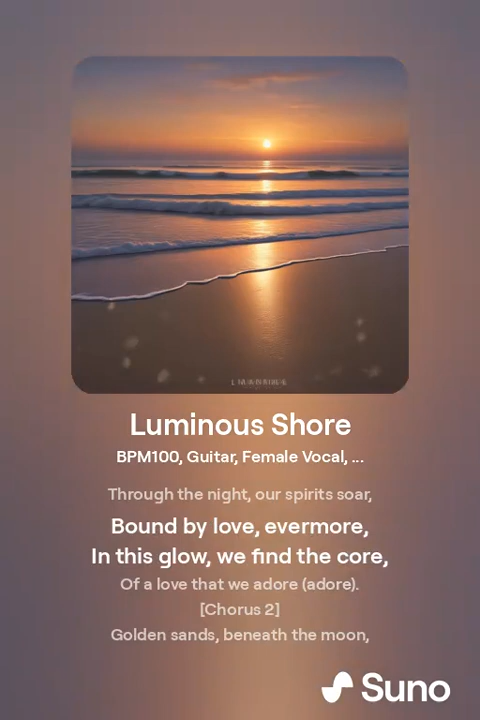 Luminous Shore
BPM100, Guitar, Female Vocal, ...
Through the night, our spirits soar,
Bound by love, evermore,
In this glow, we find the core,
Of a love that we adore (adore).
[Chorus 2]
Golden sands, beneath the moon,
Suno